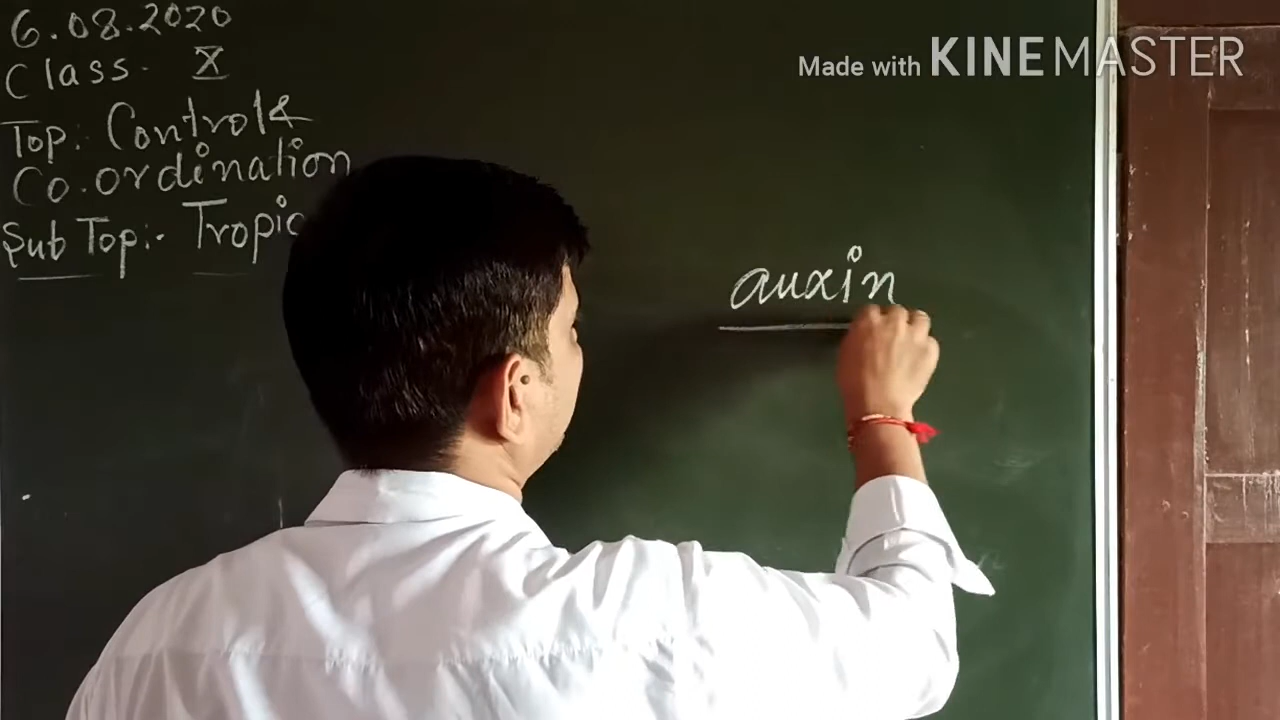 6.08.2020
Class- X
Top: Control &
Co.ordination
Sub Top:- Tropic
auxin
Made with KINEMASTER